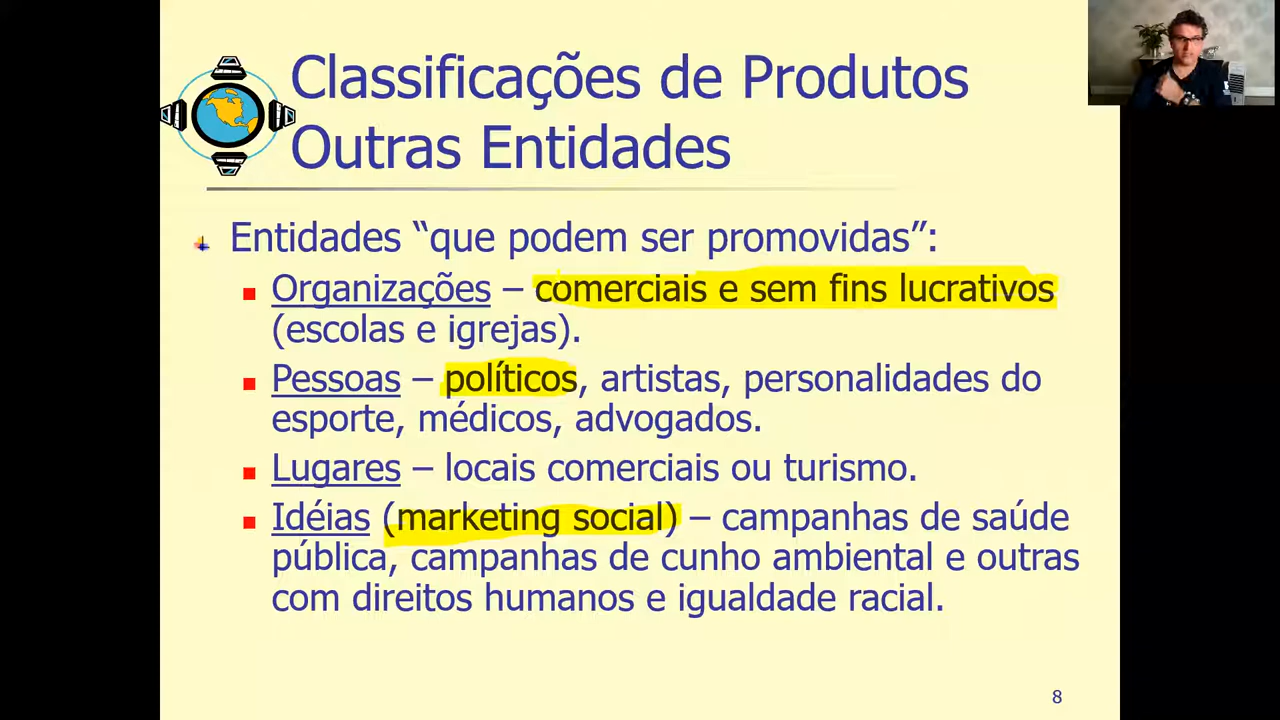 Classificações de Produtos
Outras Entidades
Entidades “que podem ser promovidas”:
Organizações – comerciais e sem fins lucrativos
(escolas e igrejas).
Pessoas – políticos, artistas, personalidades do
esporte, médicos, advogados.
Lugares – locais comerciais ou turismo.
Idéias (marketing social) – campanhas de saúde
pública, campanhas de cunho ambiental e outras
com direitos humanos e igualdade racial.
8